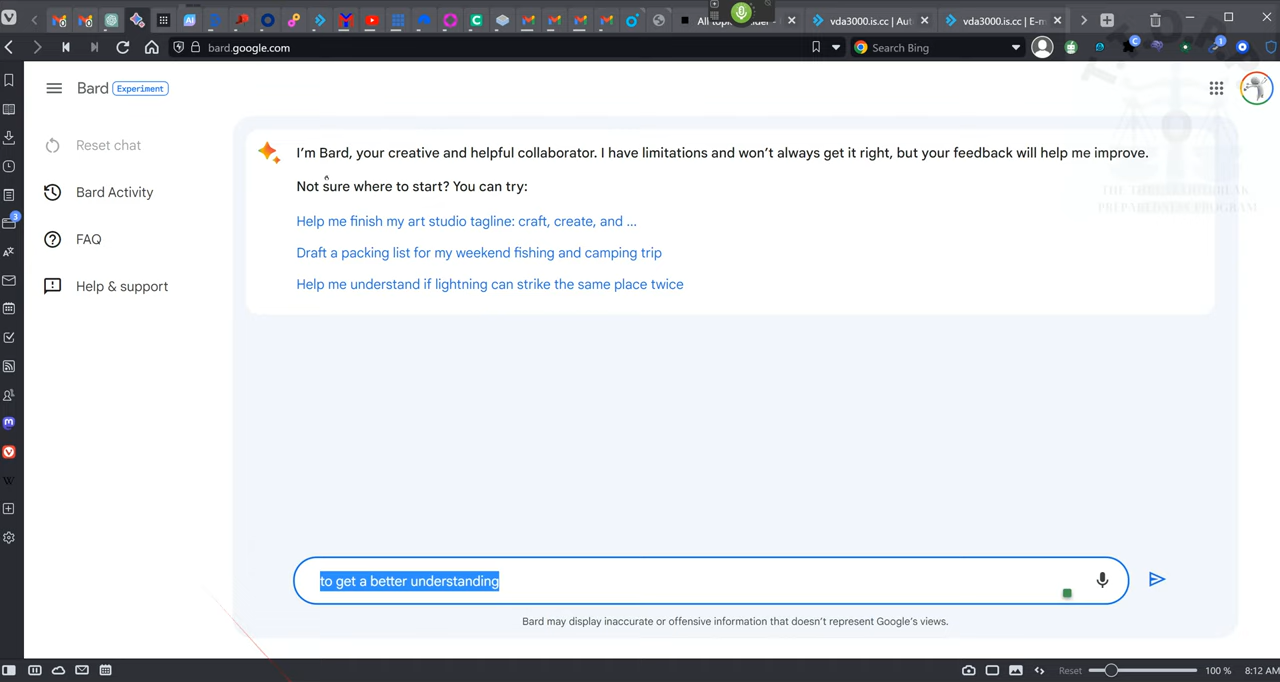 All to
vda3000.is.cc | Aut
vda3000.is.cc | E-m
bard.google.com
Search Bing
Bard Experiment
I'm Bard, your creative and helpful collaborator. I have limitations and won't always get it right, but your feedback will help me improve.
Reset chat
Not sure where to start? You can try:
Bard Activity
Help me finish my art studio tagline: craft, create, and ...
FAQ
Draft a packing list for my weekend fishing and camping trip
Help & support
Help me understand if lightning can strike the same place twice
to get a better understanding
Bard may display inaccurate or offensive information that doesn't represent Google's views.
Reset
100 %
8:12 AM